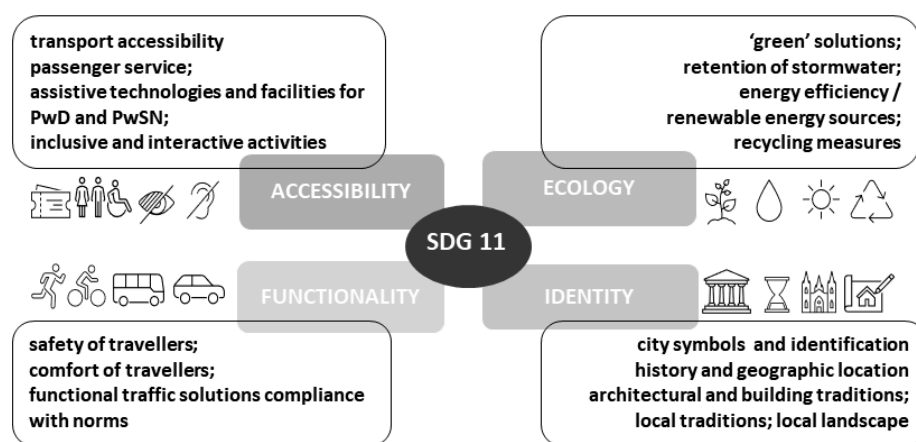 transport accessibility
passenger service;
assistive technologies and facilities for
PwD and PwSN;
inclusive and interactive activities
‘green’ solutions;
retention of stormwater;
energy efficiency /
renewable energy sources;
recycling measures
ACCESSIBILITY
ECOLOGY
SDG 11
FUNCTIONALITY
IDENTITY
safety of travellers;
comfort of travellers;
functional traffic solutions compliance
with norms
city symbols and identification
history and geographic location
architectural and building traditions;
local traditions; local landscape